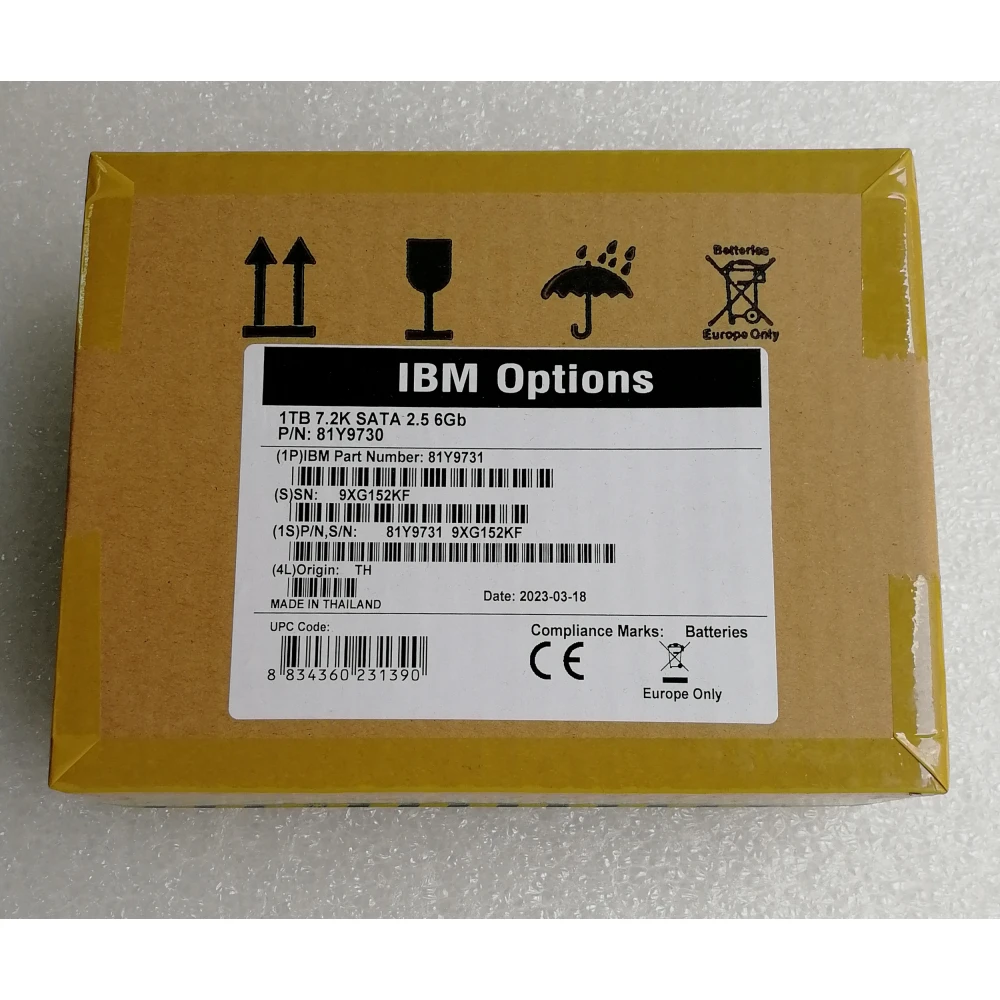 Batteries
Europe Only
IBM Options
1TB 7.2K SATA 2.5 6Gb
P/N: 81Y9730
(1P)IBM Part Number: 81Y9731
(S)SN: 9XG152KF
(1S)P/N,S/N: 81Y9731 9XG152KF
(4L)Origin: TH
MADE IN THAILAND
Date: 2023-03-18
UPC Code:
8 834360 231390
Compliance Marks: Batteries
CE
Europe Only